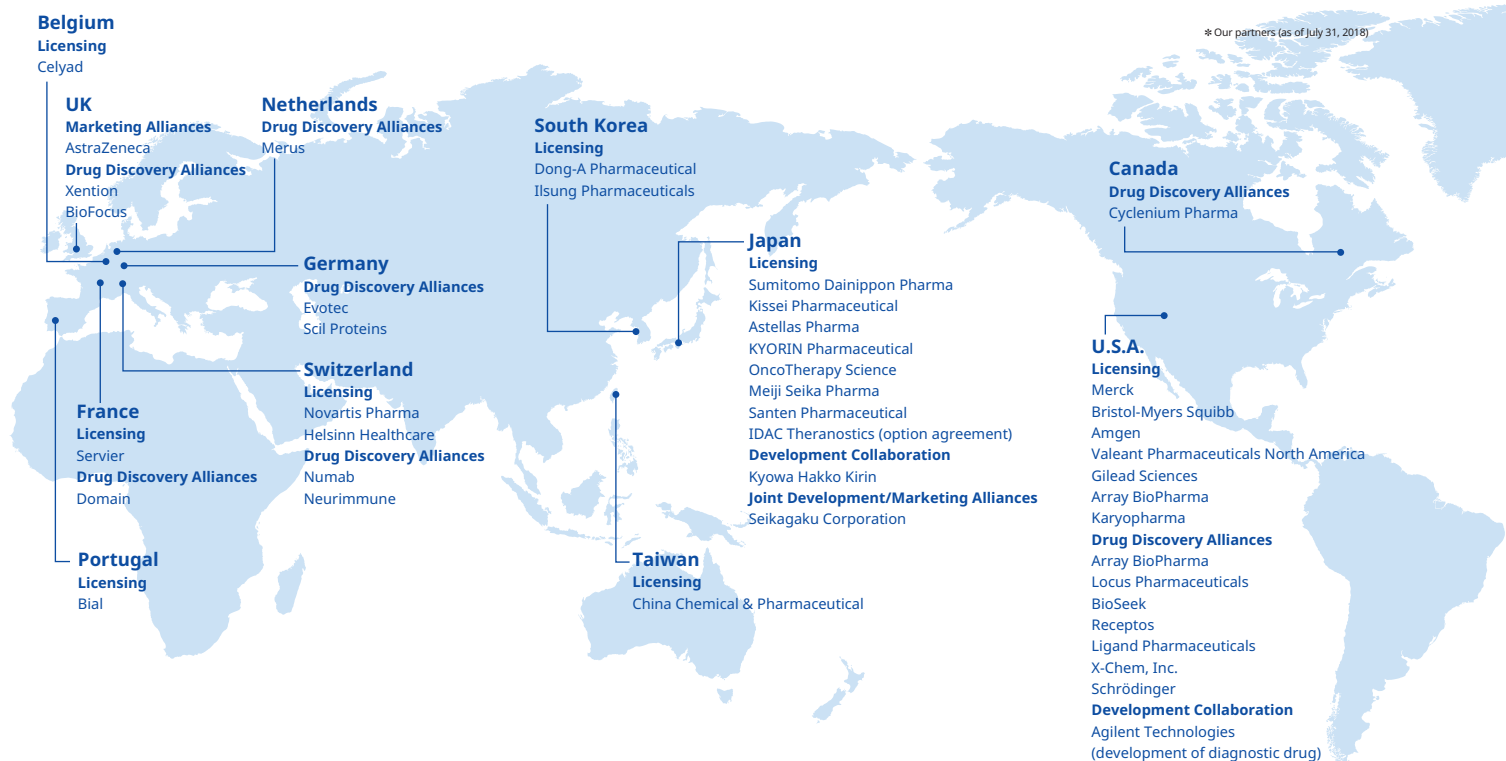 ✽ Our partners (as of July 31, 2018)
Belgium
Licensing
Celyad
UK
Marketing Alliances
AstraZeneca
Drug Discovery Alliances
Xention
BioFocus
Netherlands
Drug Discovery Alliances
Merus
Germany
Drug Discovery Alliances
Evotec
Scil Proteins
Switzerland
Licensing
Novartis Pharma
Helsinn Healthcare
Drug Discovery Alliances
Numab
Neurimmune
France
Licensing
Servier
Drug Discovery Alliances
Domain
Portugal
Licensing
Bial
South Korea
Licensing
Dong-A Pharmaceutical
Ilsung Pharmaceuticals
Japan
Licensing
Sumitomo Dainippon Pharma
Kissei Pharmaceutical
Astellas Pharma
KYORIN Pharmaceutical
OncoTherapy Science
Meiji Seika Pharma
Santen Pharmaceutical
IDAC Theranostics (option agreement)
Development Collaboration
Kyowa Hakko Kirin
Joint Development/Marketing Alliances
Seikagaku Corporation
Taiwan
Licensing
China Chemical & Pharmaceutical
Canada
Drug Discovery Alliances
Cyclenium Pharma
U.S.A.
Licensing
Merck
Bristol-Myers Squibb
Amgen
Valeant Pharmaceuticals North America
Gilead Sciences
Array BioPharma
Karyopharma
Drug Discovery Alliances
Array BioPharma
Locus Pharmaceuticals
BioSeek
Receptos
Ligand Pharmaceuticals
X-Chem, Inc.
Schrödinger
Development Collaboration
Agilent Technologies
(development of diagnostic drug)